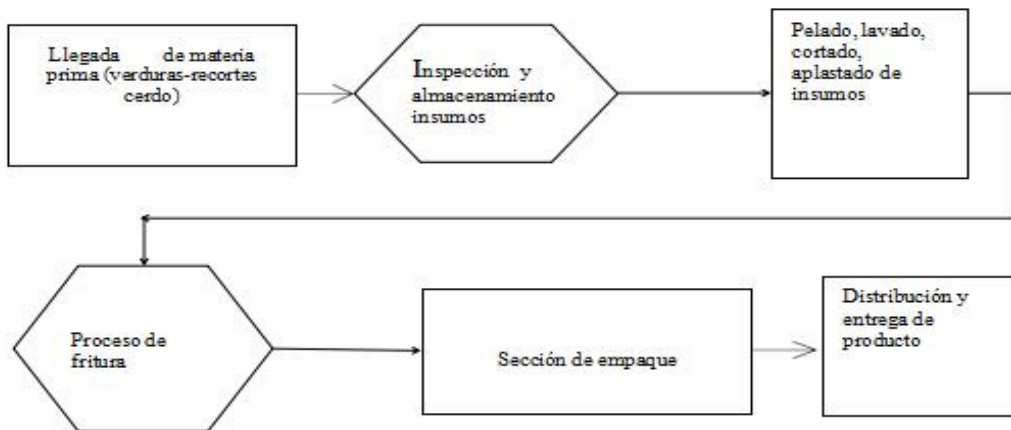 Llegada de materia
prima (verduras-recortes
cerdo)
Inspección y
almacenamiento
insumos
Pelado, lavado,
cortado,
aplastado de
insumos
Proceso de
fritura
Sección de empaque
Distribución y
entrega de
producto